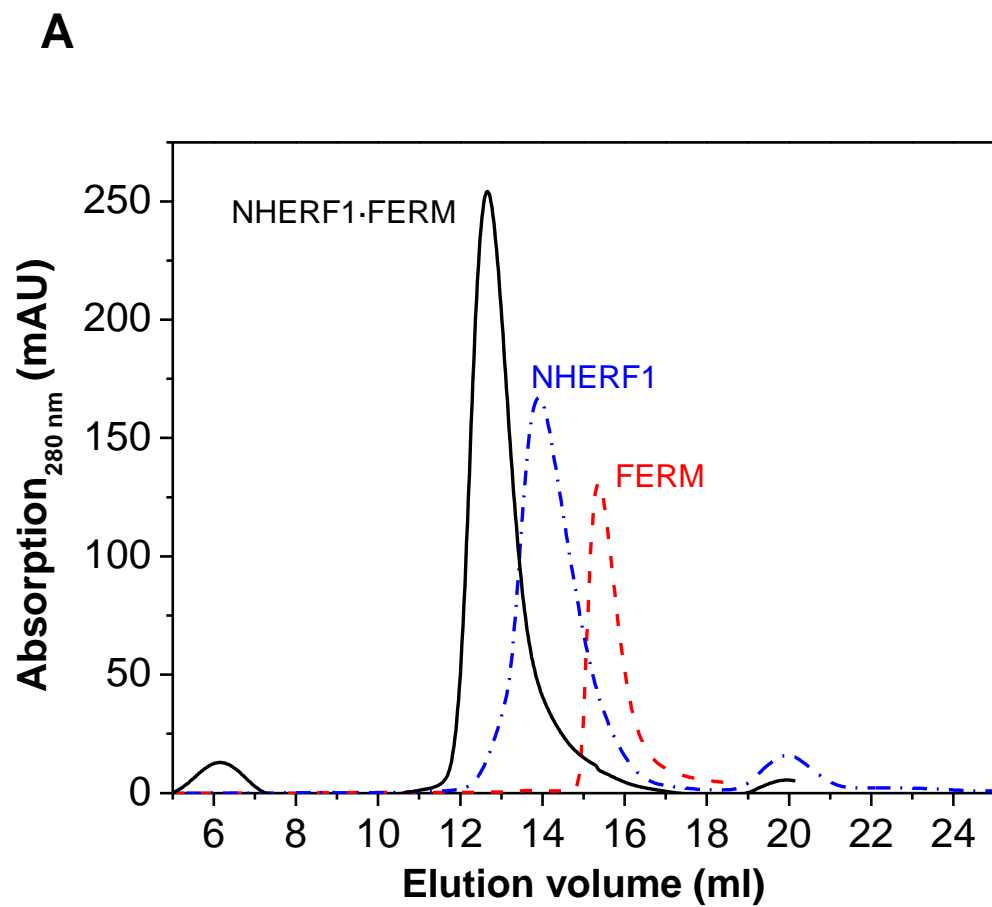 A
NHERF1·FERM
NHERF1
FERM
Absorption280 nm (mAU)
250
200
150
100
50
0
6 8 10 12 14 16 18 20 22 24
Elution volume (ml)